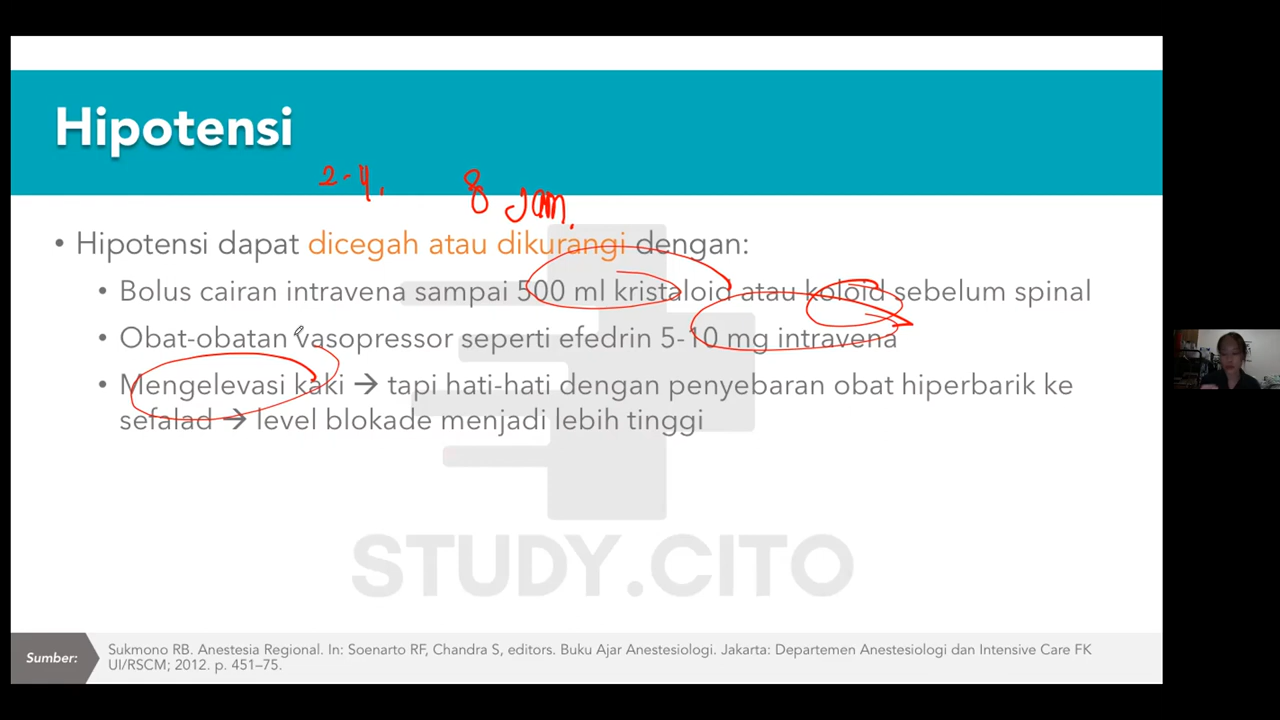 Hipotensi
2-4,
8 Jam.
• Hipotensi dapat dicegah atau dikurangi dengan:
• Bolus cairan intravena sampai 500 ml kristaloid atau koloid sebelum spinal
• Obat-obatan vasopressor seperti efedrin 5-10 mg intravena
• Mengelevasi kaki → tapi hati-hati dengan penyebaran obat hiperbarik ke
sefalad → level blokade menjadi lebih tinggi
STUDY.CITO
Sumber:
Sukmono RB. Anestesia Regional. In: Soenarto RF, Chandra S, editors. Buku Ajar Anestesiologi. Jakarta: Departemen Anestesiologi dan Intensive Care FK
UI/RSCM; 2012. p. 451–75.